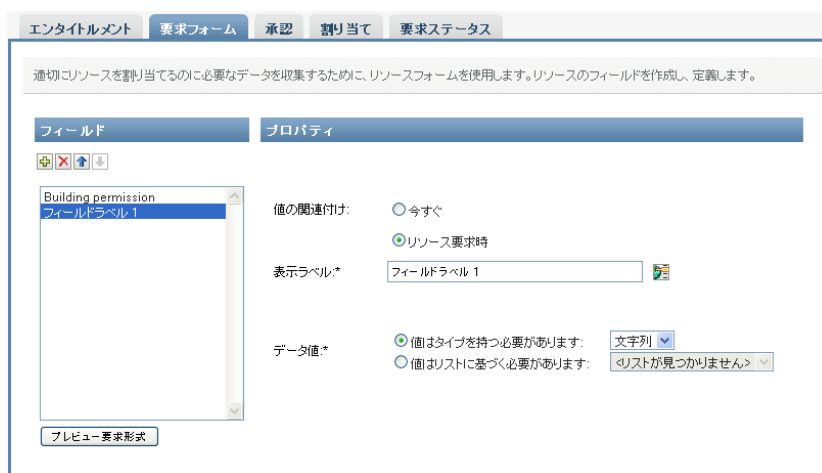 エンタイトルメント 要求フォーム 承認 割り当て 要求ステータス
適切にリソースを割り当てるのに必要なデータを収集するために、リソースフォームを使用します。リソースのフィールドを作成し、定義します。
フィールド
プロパティ
Building permission
フィールドラベル 1
値の関連付け:
今すぐ
リソース要求時
表示ラベル:*
フィールドラベル 1
データ値:*
値はタイプを持つ必要があります: 文字列
値はリストに基づく必要があります: <リストが見つかりません>
プレビュー要求形式